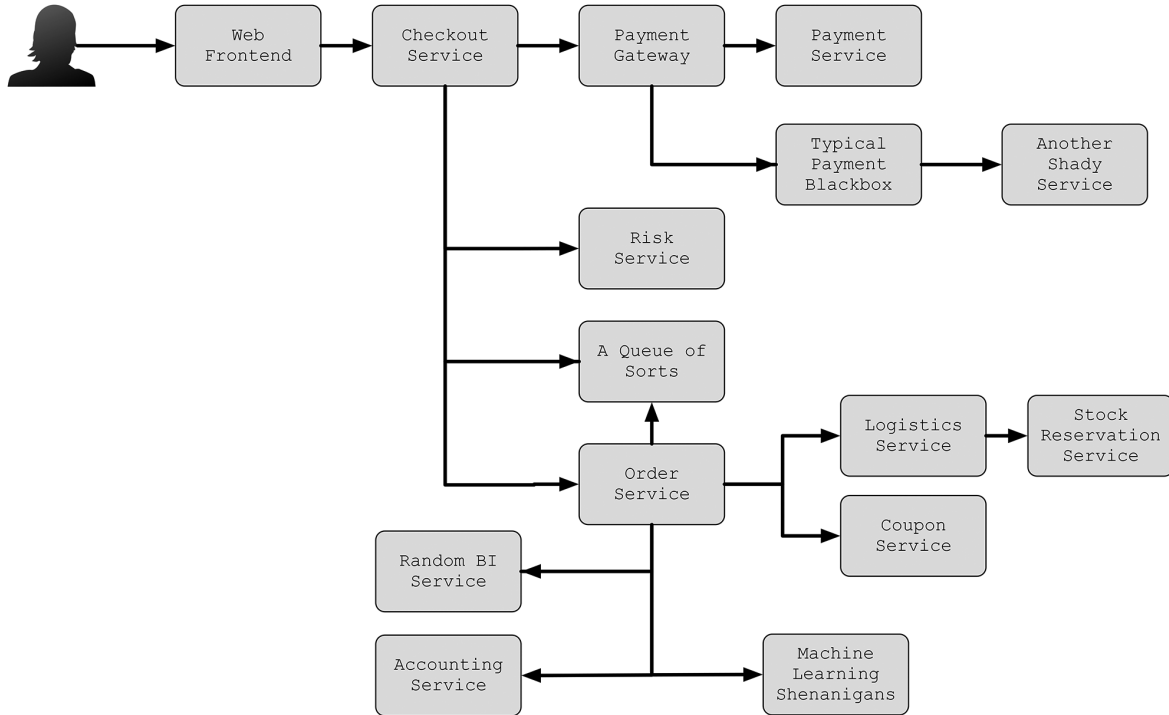 Web
Frontend
Checkout
Service
Payment
Gateway
Payment
Service
Typical
Payment
Blackbox
Another
Shady
Service
Risk
Service
A Queue of
Sorts
Order
Service
Logistics
Service
Stock
Reservation
Service
Coupon
Service
Random BI
Service
Accounting
Service
Machine
Learning
Shenanigans